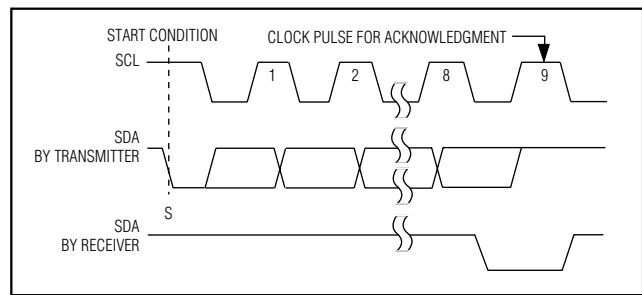 START CONDITION
CLOCK PULSE FOR ACKNOWLEDGMENT
SCL
1
2
8
9
SDA
BY TRANSMITTER
S
SDA
BY RECEIVER